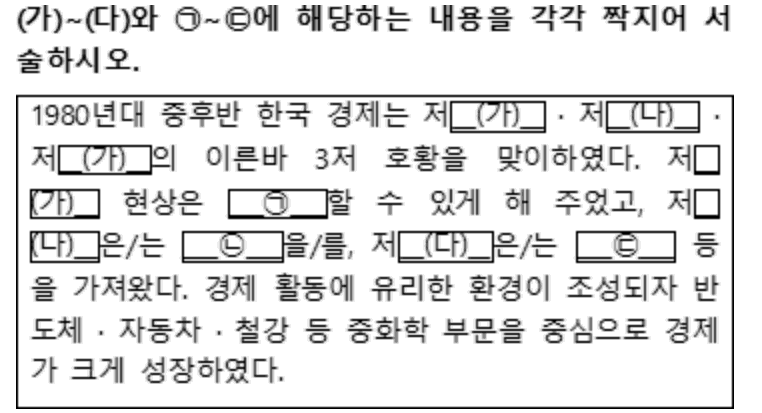 (가)~(다)와 ㉠~㉢에 해당하는 내용을 각각 짝지어 서
술하시오.
1980년대 중후반 한국 경제는 저 (가) · 저 (나) ·
저 (가) 의 이른바 3저 호황을 맞이하였다. 저
(가) 현상은 ㉠ 할 수 있게 해 주었고, 저
(나) 은/는 ㉡ 을/를, 저 (다) 은/는 ㉢ 등
을 가져왔다. 경제 활동에 유리한 환경이 조성되자 반
도체 · 자동차 · 철강 등 중화학 부문을 중심으로 경제
가 크게 성장하였다.